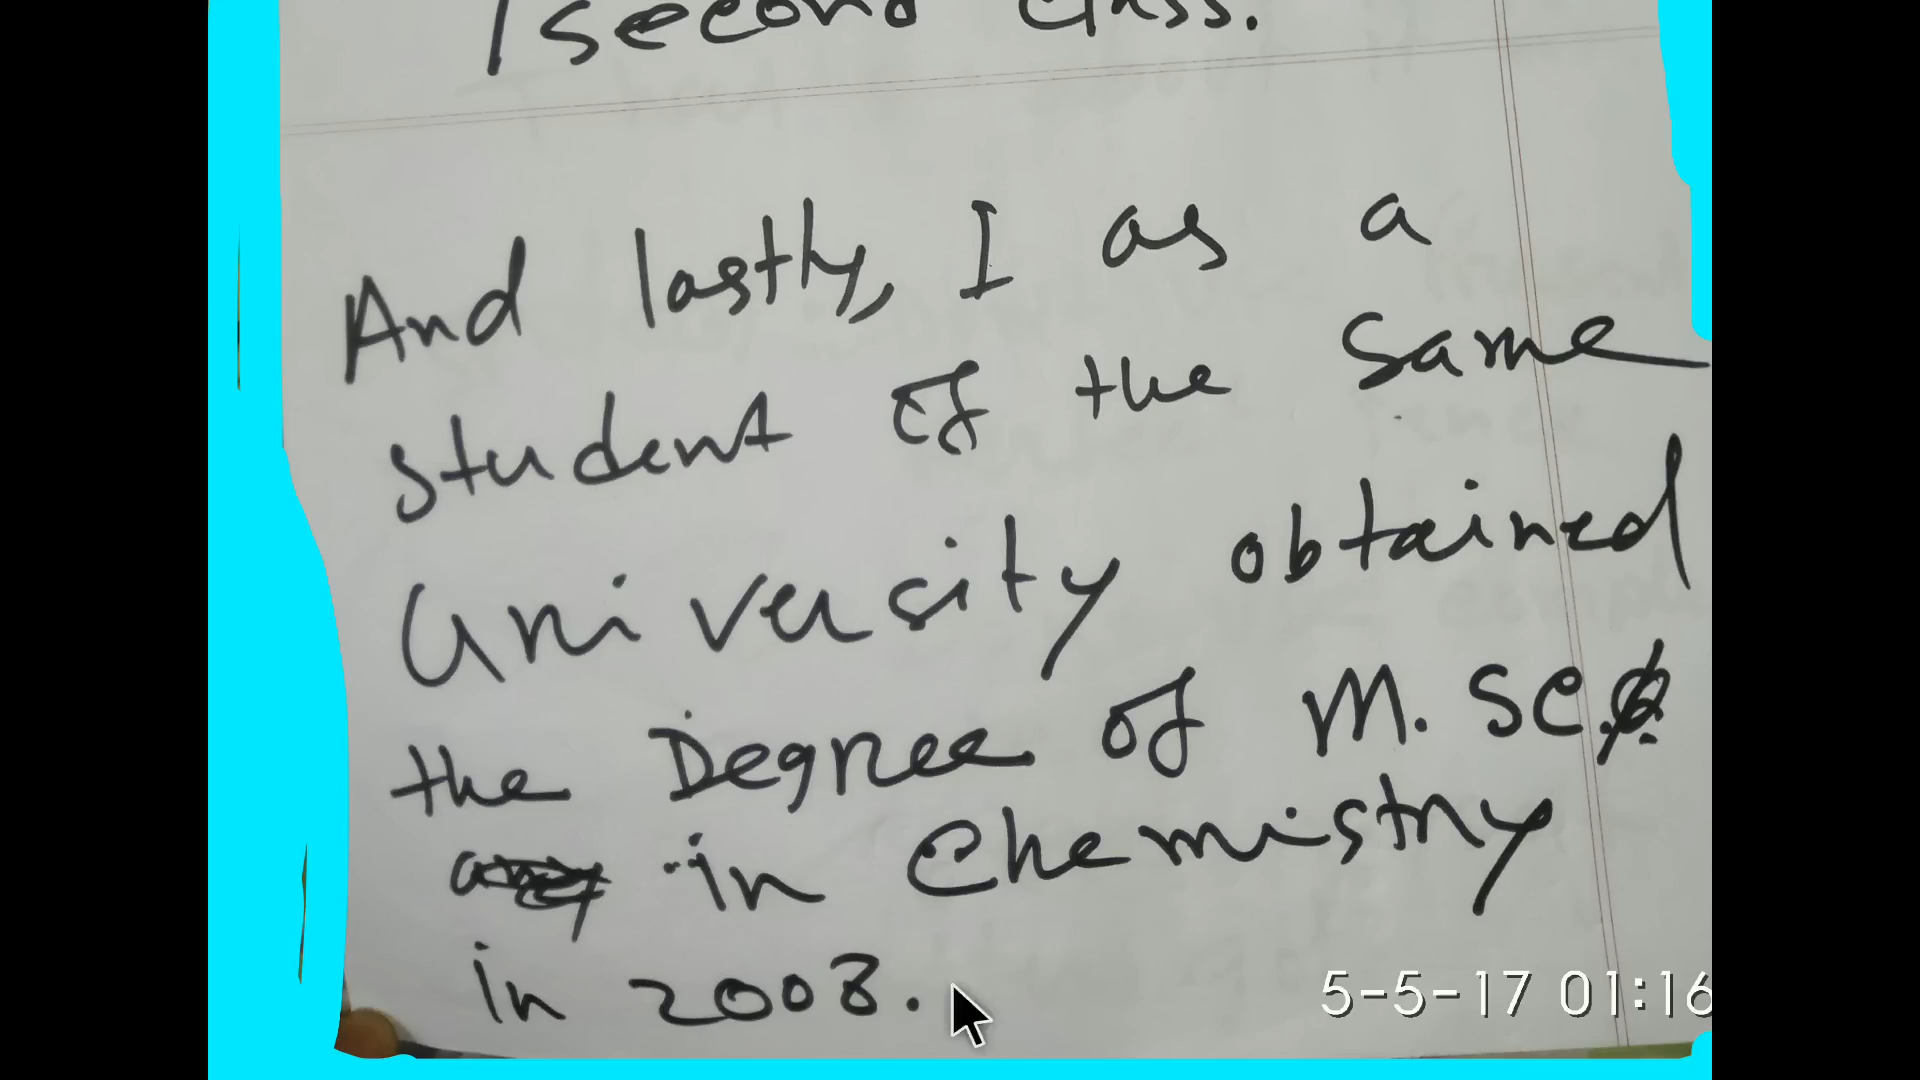 /second class.
And lastly, I as a
student of the same
University obtained
the Degree of M. Sc.
in Chemistry
in 2008.
5-5-17 01:16